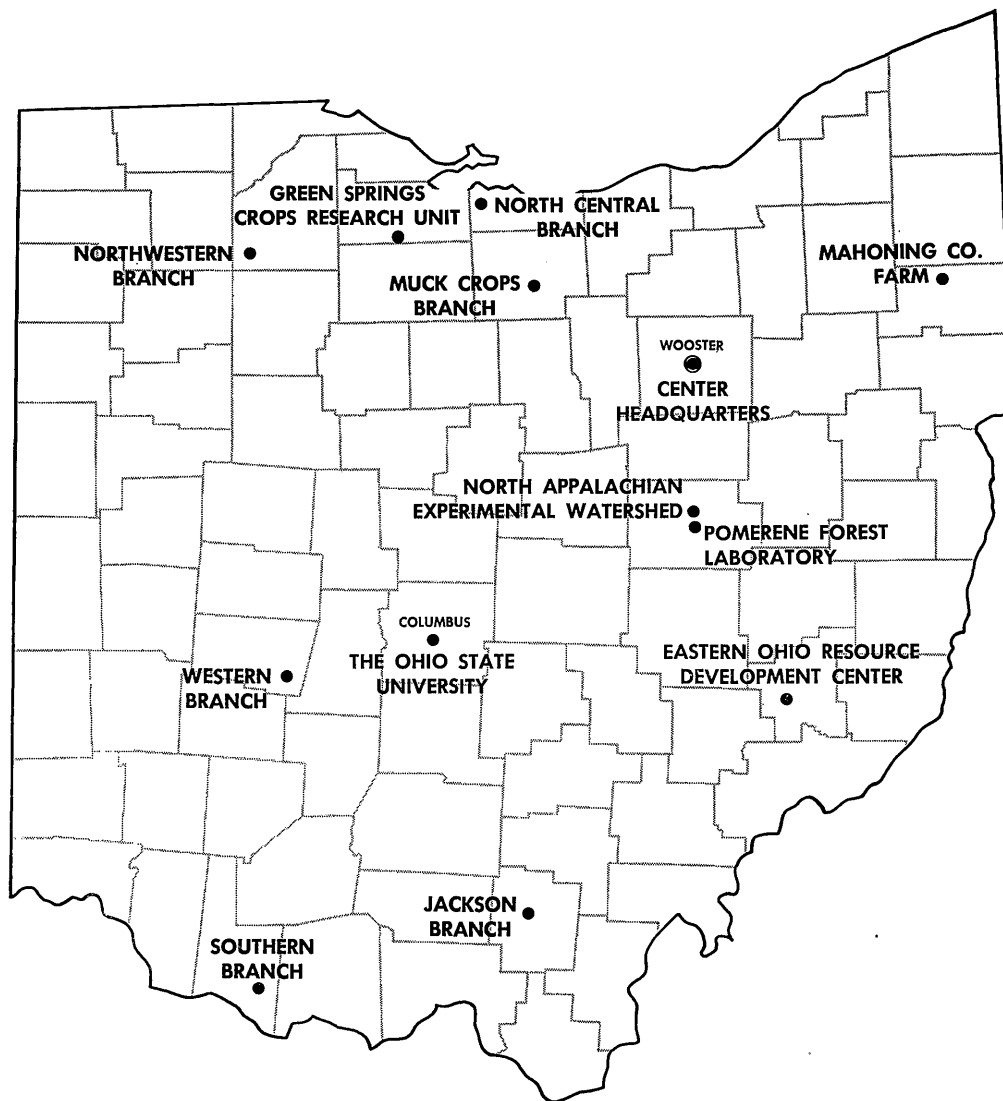 GREEN SPRINGS
CROPS RESEARCH UNIT
NORTH CENTRAL
BRANCH
NORTHWESTERN
BRANCH
MUCK CROPS
BRANCH
MAHONING CO.
FARM
WOOSTER
CENTER
HEADQUARTERS
NORTH APPALACHIAN
EXPERIMENTAL WATERSHED
POMERENE FOREST
LABORATORY
COLUMBUS
THE OHIO STATE
UNIVERSITY
EASTERN OHIO RESOURCE
DEVELOPMENT CENTER
WESTERN
BRANCH
JACKSON
BRANCH
SOUTHERN
BRANCH